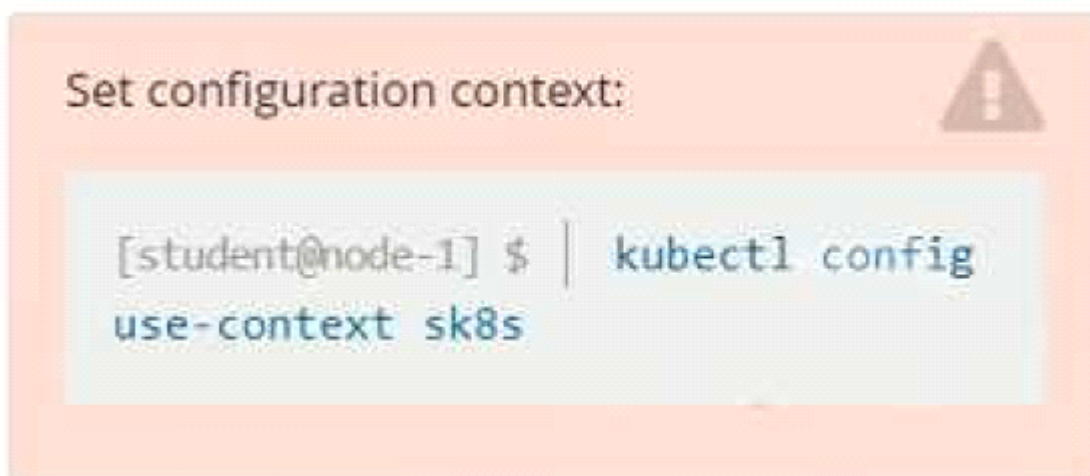 Set configuration context:
[student@node-1] $ | kubectl config
use-context sk8s